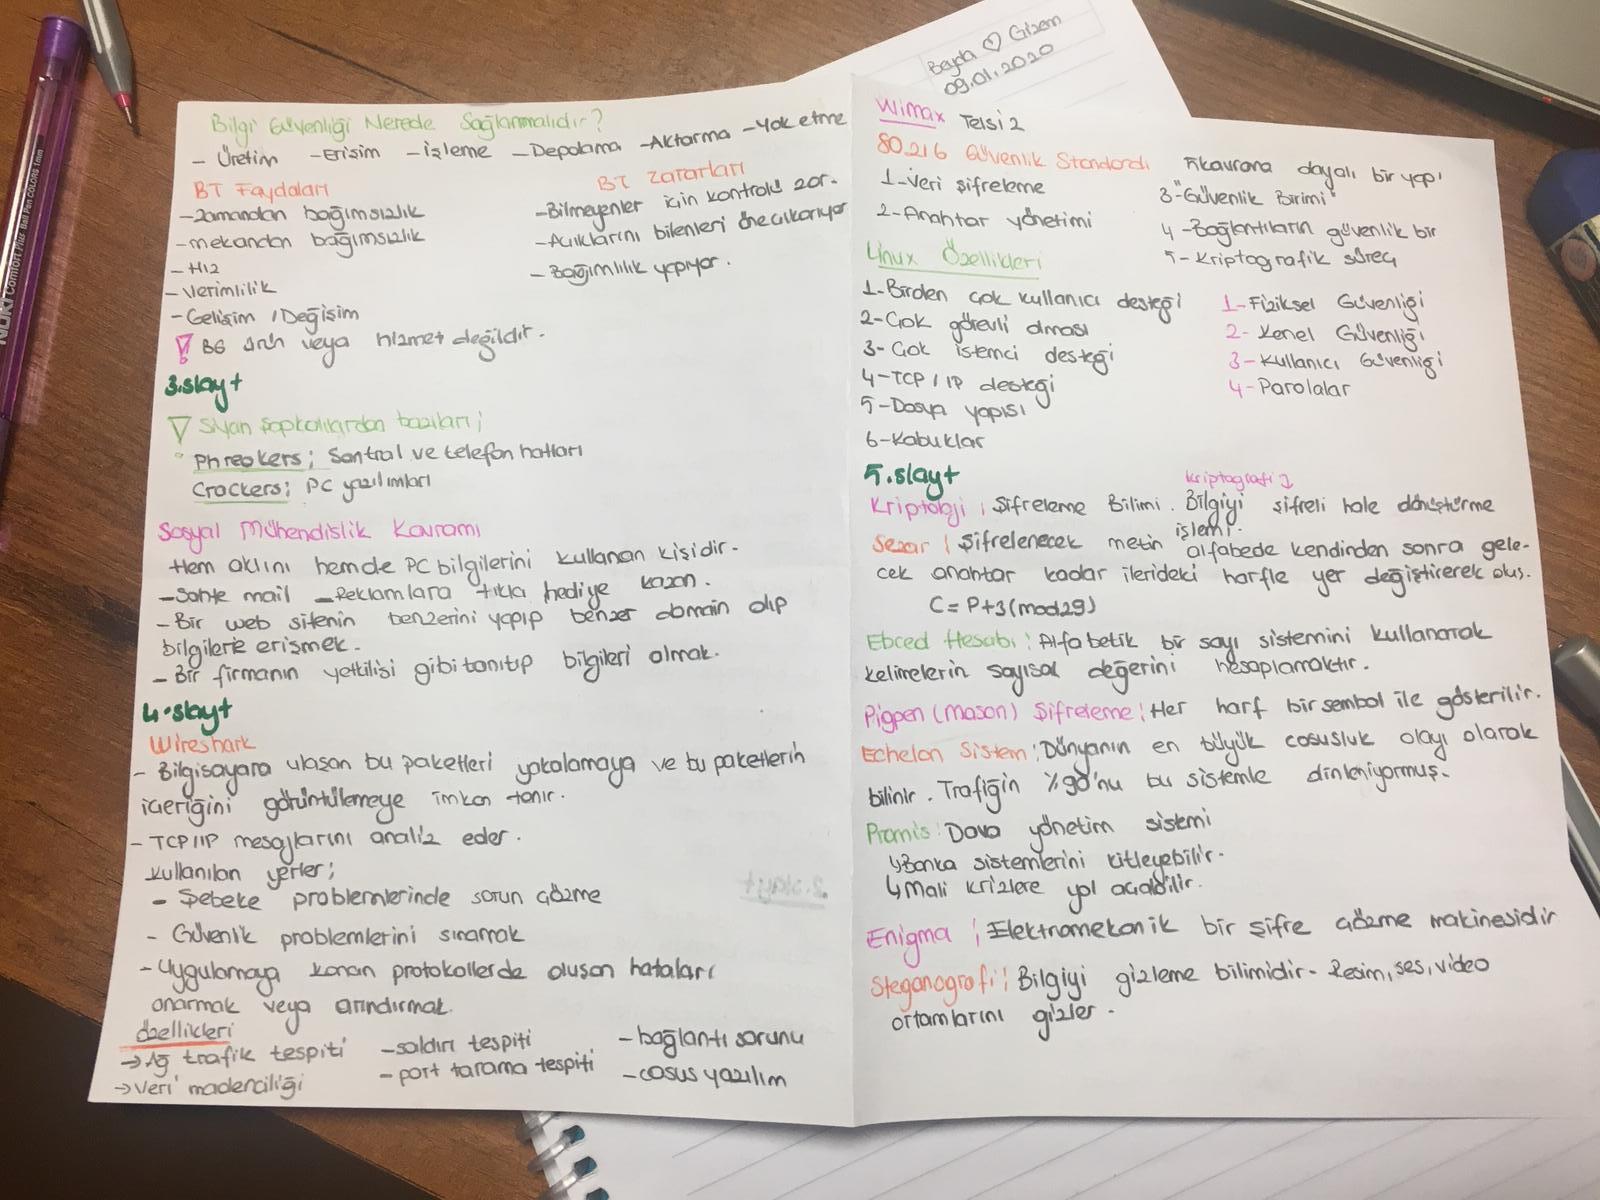 Beyda ♡ Gizem
09.01.2020
Bilgi Güvenliği Nerede Sağlanmalıdır?
- Üretim - Erişim - İşleme - Depolama - Aktarma - Yok etme
BT Faydaları
- Zamandan bağımsızlık
- mekandan bağımsızlık
- Hız
- Verimlilik
- Gelişim / Değişim
BT Zararları
- Bilmeyenler için kontrolü zor.
- Açıklarını bilenleri öne çıkarıyor
- Bağımlılık yapıyor.
BG ürün veya hizmet değildir.
3.slayt
Siyah Şapkalılardan bazıları;
Phreakers; Santral ve telefon hatları
Crackers; PC yazılımları
Sosyal Mühendislik Kavramı
Hem aklını hemde PC bilgilerini kullanan kişidir.
- Sahte mail - Reklamlara tıkla hediye kazan.
- Bir web sitenin benzerini yapıp benzer domain alıp
bilgilere erişmek.
- Bir firmanın yetkilisi gibi tanıtıp bilgileri almak.
4.slayt
Wireshark
- Bilgisayara ulaşan bu paketleri yakalamaya ve bu paketlerin
içeriğini görüntülemeye imkan tanır.
- TCP/IP mesajlarını analiz eder.
kullanılan yerler;
- Şebeke problemlerinde sorun çözme
- Güvenlik problemlerini sınamak
- Uygulamaya konan protokollerde oluşan hataları
onarmak veya arındırmak.
özellikleri
→ Ağ trafik tespiti - saldırı tespiti - bağlantı sorunu
→ veri madenciliği - port tarama tespiti - casus yazılım
Wimax Telsiz
80216 Güvenlik Standardı
1- Veri şifreleme
2- Anahtar yönetimi
dayalı bir yapı
3- "Güvenlik Birimi"
4 - Bağlantıların güvenlik bir
5 - Kriptografik süreç
Linux Özellikleri
1- Birden çok kullanıcı desteği
2- Çok görevli olması
3- Çok istemci desteği
4- TCP / IP desteği
5- Dosya yapısı
6- Kabuklar
1- Fiziksel Güvenliği
2- Kenel Güvenliği
3- Kullanıcı Güvenliği
4- Parolalar
5.slayt
Kriptografi
Kriptoloji ; Şifreleme Bilimi. Bilgiyi şifreli hale dönüştürme
işlemi.
Sezar ; Şifrelenecek metin alfabede kendinden sonra gele-
cek anahtar kadar ilerideki harfle yer değiştirerek oluş.
C = P+3 (mod29)
Ebced Hesabı : Alfabetik bir sayı sistemini kullanarak
kelimelerin sayısal değerini hesaplamaktır.
Pigpen (Mason) Şifreleme : Her harf bir sembol ile gösterilir.
Echelon Sistem : Dünyanın en büyük casusluk olayı olarak
bilinir. Trafiğin %90'nu bu sistemle dinleniyormuş.
Promis : Dava yönetim sistemi
↳ Banka sistemlerini kitleyebilir.
↳ Mali krizlere yol açabilir.
Enigma ; Elektromekanik bir şifre çözme makinesidir
Steganografi ; Bilgiyi gizleme bilimidir. Resim, ses, video
ortamlarını gizler.